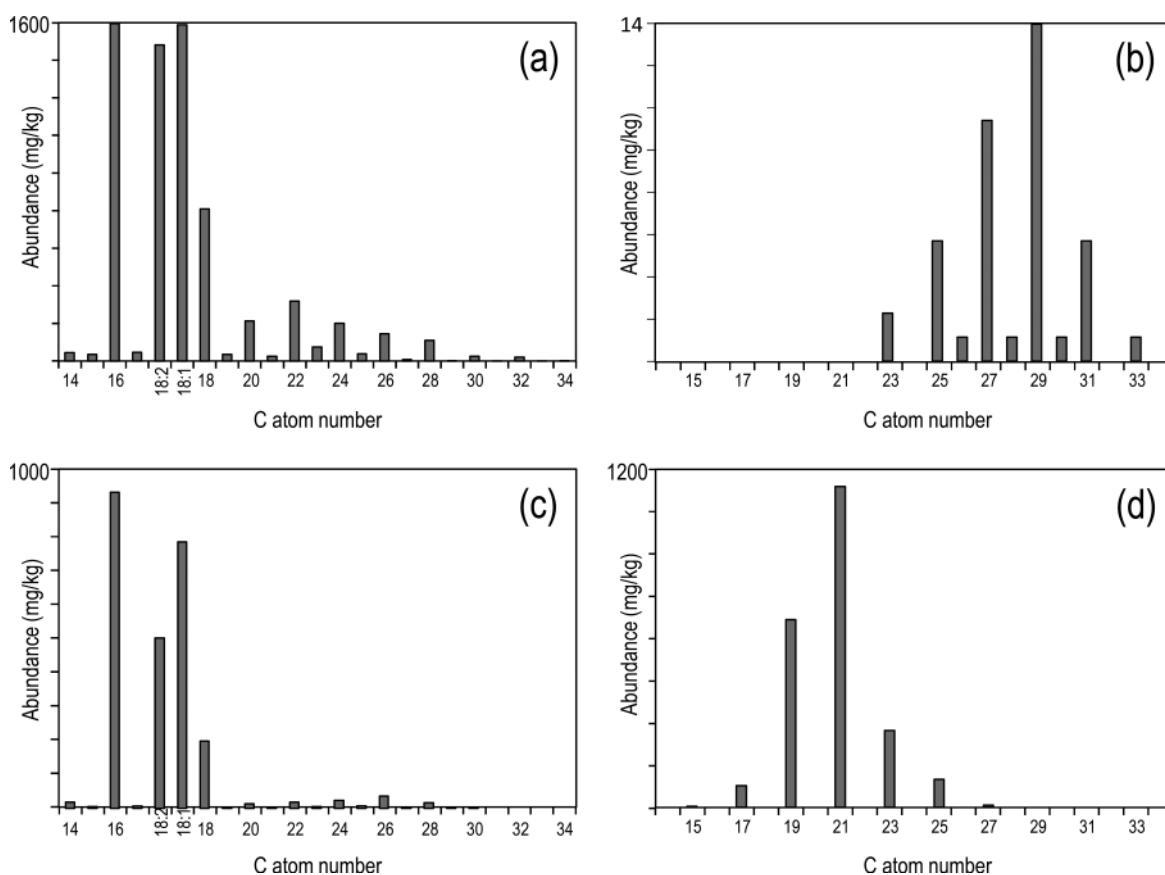 1600
(a)
Abundance (mg/kg)
14 16 18:2 18:1 18 20 22 24 26 28 30 32 34
C atom number
14
(b)
Abundance (mg/kg)
15 17 19 21 23 25 27 29 31 33
C atom number
1000
(c)
Abundance (mg/kg)
14 16 18:2 18:1 18 20 22 24 26 28 30 32 34
C atom number
1200
(d)
Abundance (mg/kg)
15 17 19 21 23 25 27 29 31 33
C atom number